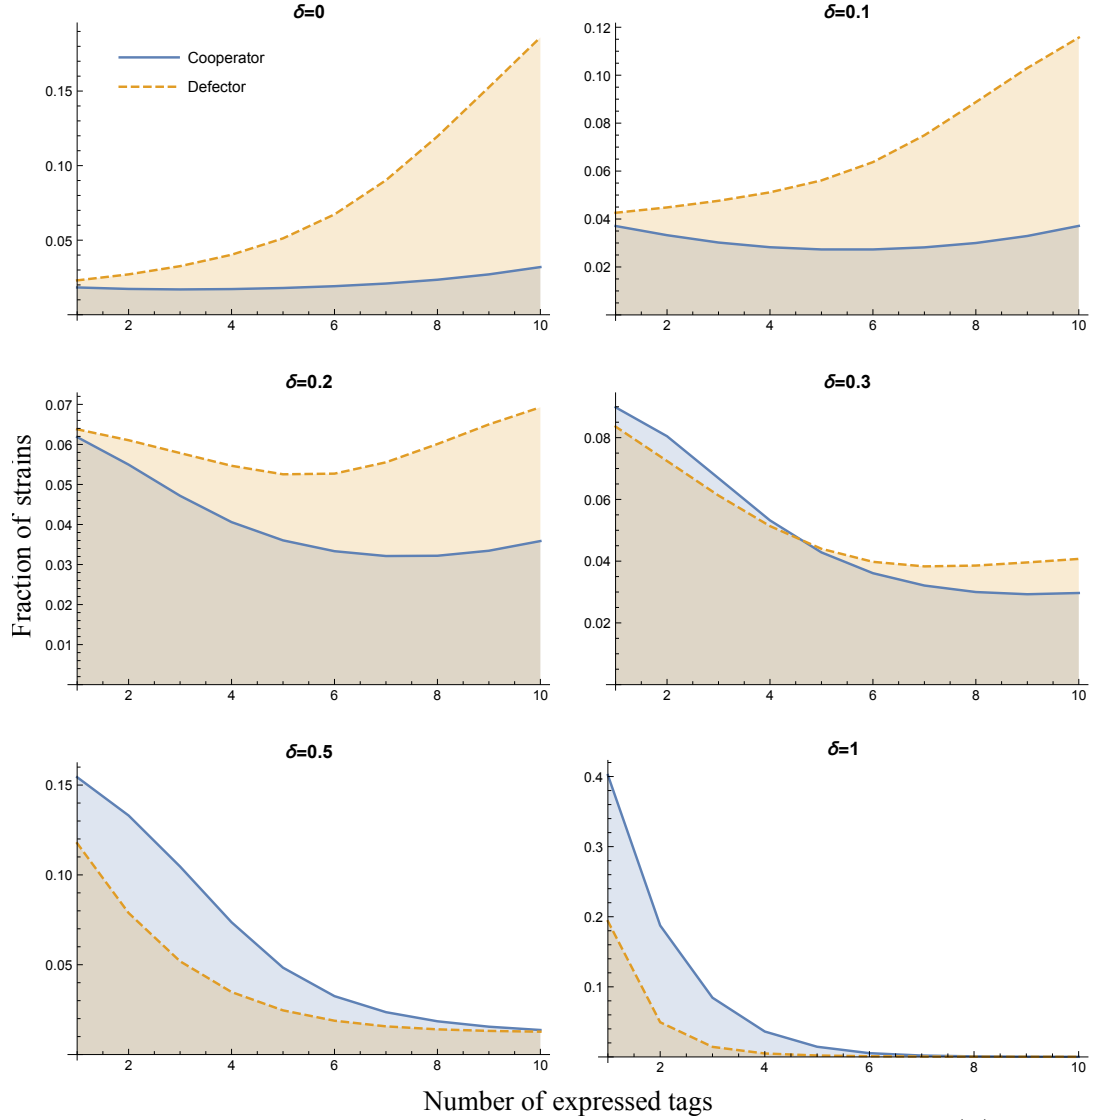 δ=0
Cooperator
Defector
0.15
0.10
0.05
2 4 6 8 10
δ=0.1
0.12
0.10
0.08
0.06
0.04
0.02
2 4 6 8 10
Fraction of strains
δ=0.2
0.07
0.06
0.05
0.04
0.03
0.02
0.01
2 4 6 8 10
δ=0.3
0.08
0.06
0.04
0.02
2 4 6 8 10
δ=0.5
0.15
0.10
0.05
2 4 6 8 10
δ=1
0.4
0.3
0.2
0.1
2 4 6 8 10
Number of expressed tags